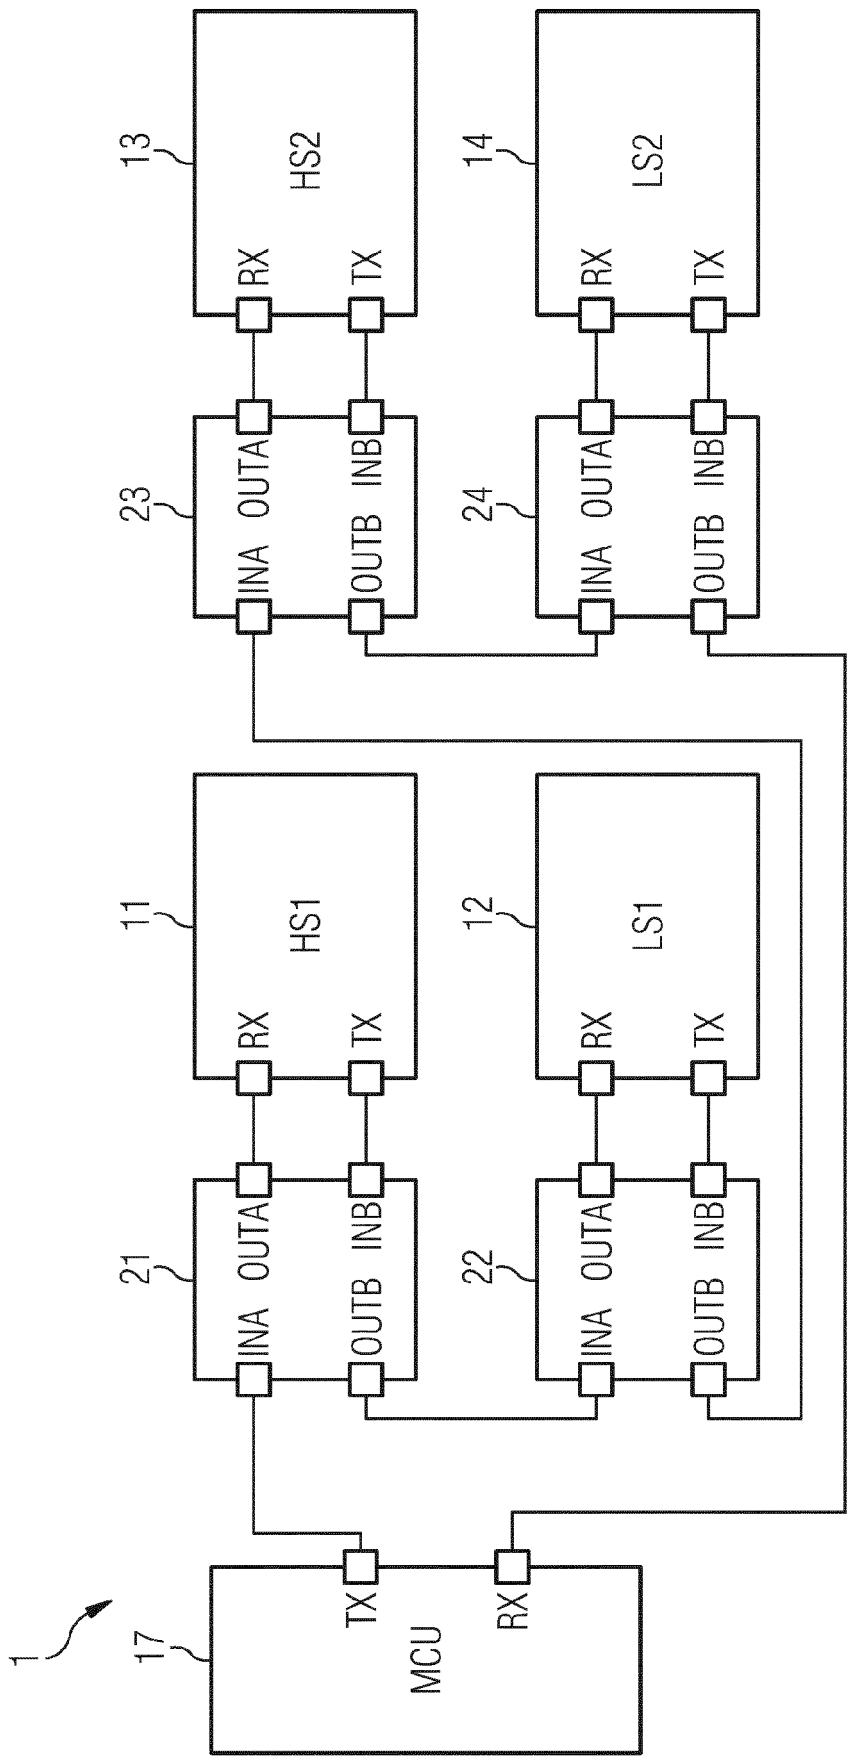 1
17 21 11 23 13
INA OUTA RX INA OUTA RX
HS1 HS2
TX OUTB INB TX OUTB INB TX
MCU
22 12 24 14
RX
INA OUTA RX INA OUTA RX
LS1 LS2
OUTB INB TX OUTB INB TX